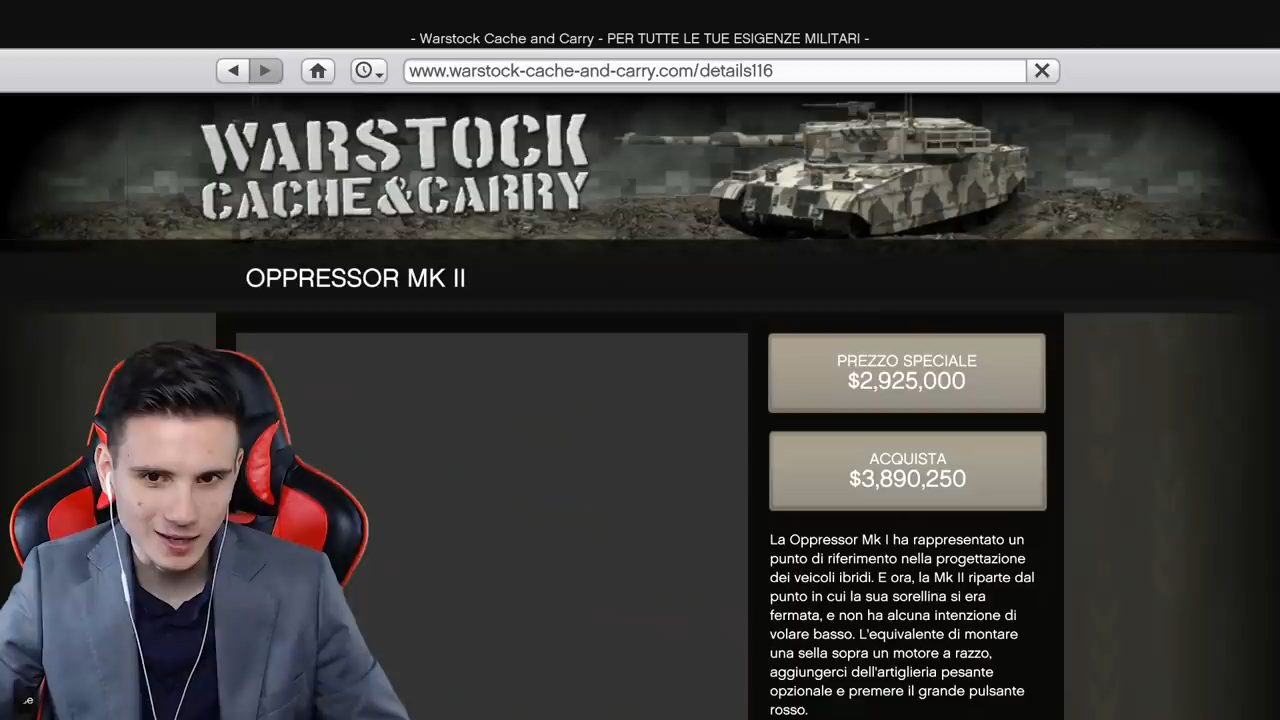 - Warstock Cache and Carry - PER TUTTE LE TUE ESIGENZE MILITARI -
www.warstock-cache-and-carry.com/details116
WARSTOCK
CACHE&CARRY
OPPRESSOR MK II
PREZZO SPECIALE
$2,925,000
ACQUISTA
$3,890,250
La Oppressor Mk I ha rappresentato un
punto di riferimento nella progettazione
dei veicoli ibridi. E ora, la Mk II riparte dal
punto in cui la sua sorellina si era
fermata, e non ha alcuna intenzione di
volare basso. L'equivalente di montare
una sella sopra un motore a razzo,
aggiungerci dell'artiglieria pesante
opzionale e premere il grande pulsante
rosso.